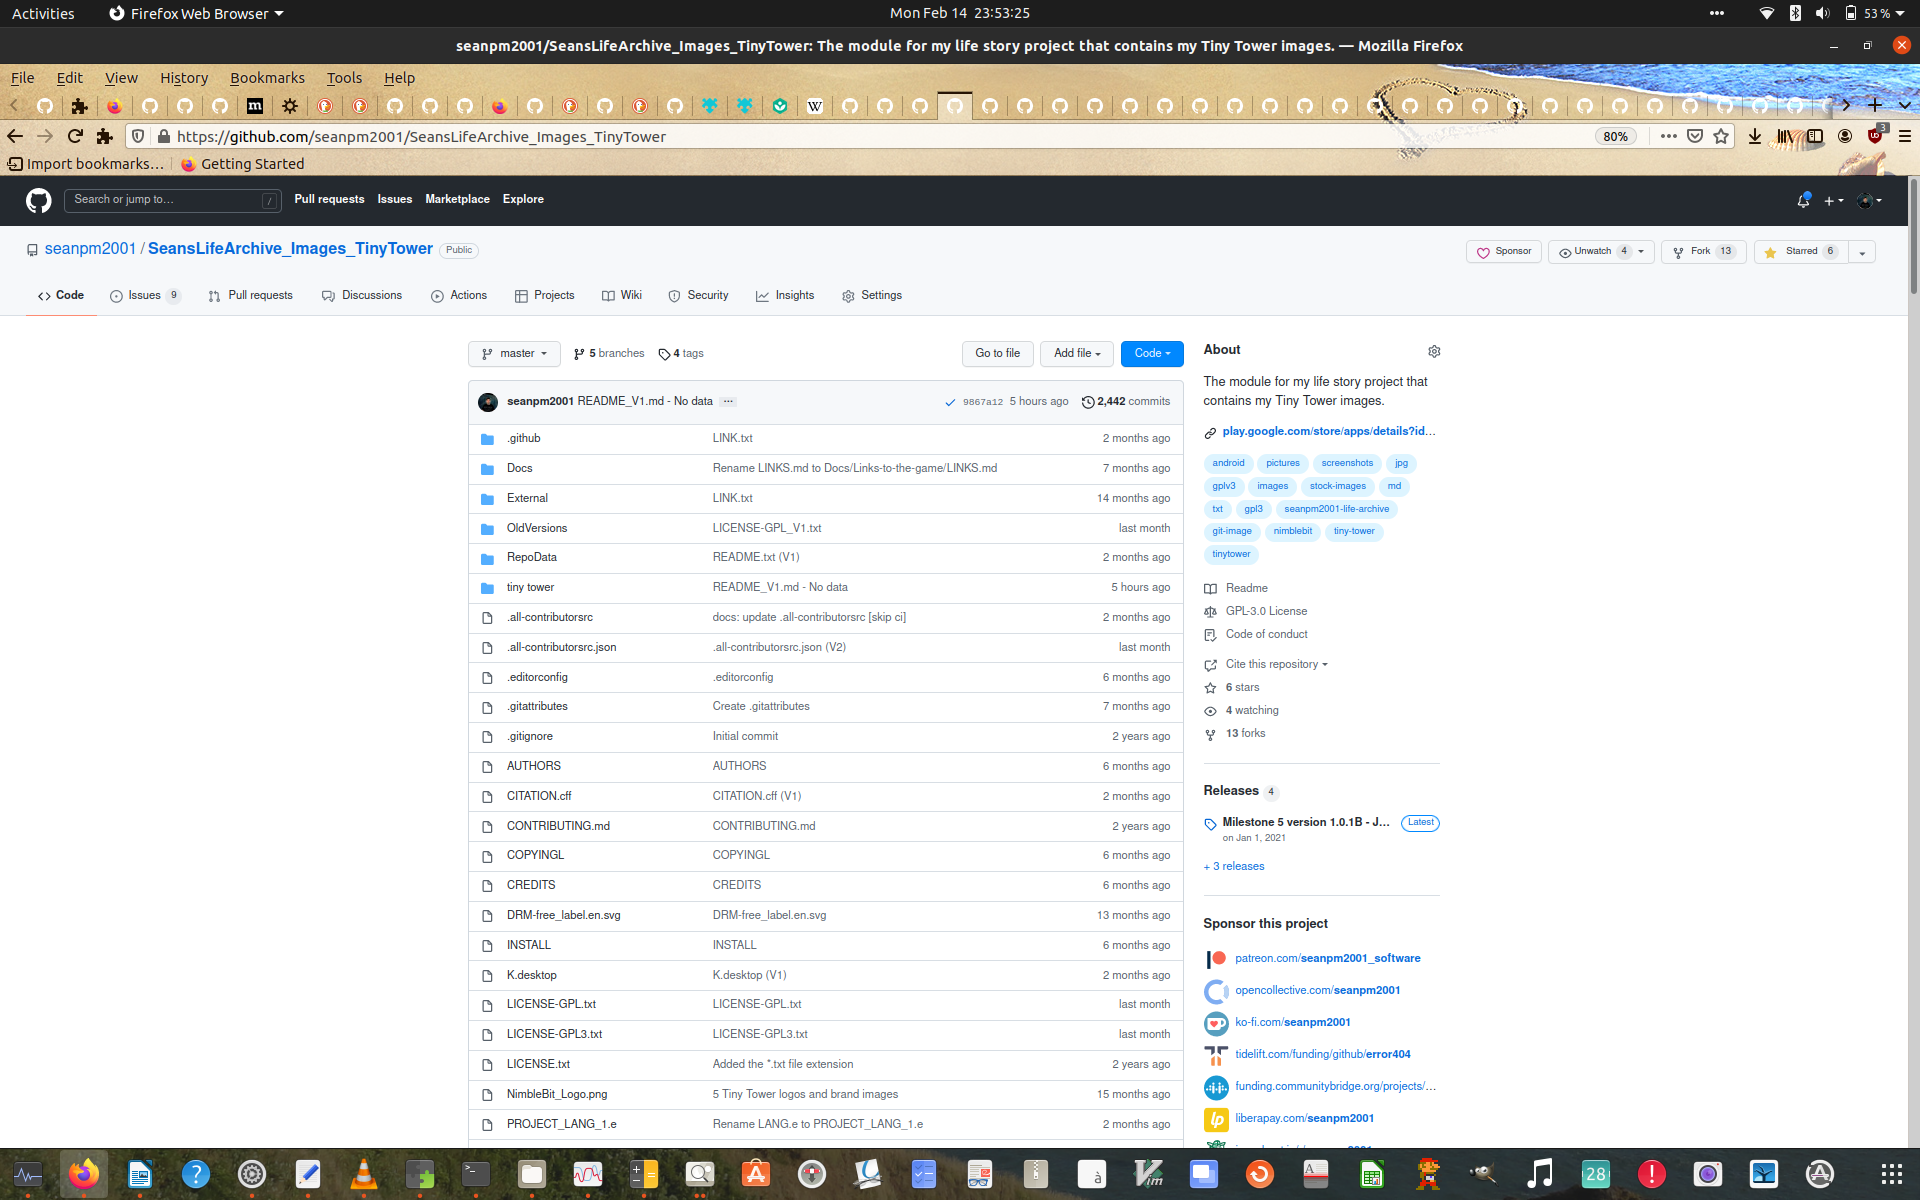 Activities Firefox Web Browser Mon Feb 14 23:53:25 53 %
seanpm2001/SeansLifeArchive_Images_TinyTower: The module for my life story project that contains my Tiny Tower images. — Mozilla Firefox
File Edit View History Bookmarks Tools Help
https://github.com/seanpm2001/SeansLifeArchive_Images_TinyTower 80% 3
Import bookmarks… Getting Started
Search or jump to… / Pull requests Issues Marketplace Explore
seanpm2001 / SeansLifeArchive_Images_TinyTower Public Sponsor Unwatch 4 Fork 13 Starred 6
Code Issues 9 Pull requests Discussions Actions Projects Wiki Security Insights Settings
master 5 branches 4 tags Go to file Add file Code
seanpm2001 README_V1.md - No data ... 9867a12 5 hours ago 2,442 commits
.github LINK.txt 2 months ago
Docs Rename LINKS.md to Docs/Links-to-the-game/LINKS.md 7 months ago
External LINK.txt 14 months ago
OldVersions LICENSE-GPL_V1.txt last month
RepoData README.txt (V1) 2 months ago
tiny tower README_V1.md - No data 5 hours ago
.all-contributorsrc docs: update .all-contributorsrc [skip ci] 2 months ago
.all-contributorsrc.json .all-contributorsrc.json (V2) last month
.editorconfig .editorconfig 6 months ago
.gitattributes Create .gitattributes 7 months ago
.gitignore Initial commit 2 years ago
AUTHORS AUTHORS 6 months ago
CITATION.cff CITATION.cff (V1) 2 months ago
CONTRIBUTING.md CONTRIBUTING.md 2 years ago
COPYINGL COPYINGL 6 months ago
CREDITS CREDITS 6 months ago
DRM-free_label.en.svg DRM-free_label.en.svg 13 months ago
INSTALL INSTALL 6 months ago
K.desktop K.desktop (V1) 2 months ago
LICENSE-GPL.txt LICENSE-GPL.txt last month
LICENSE-GPL3.txt LICENSE-GPL3.txt last month
LICENSE.txt Added the *.txt file extension 2 years ago
NimbleBit_Logo.png 5 Tiny Tower logos and brand images 15 months ago
PROJECT_LANG_1.e Rename LANG.e to PROJECT_LANG_1.e 2 months ago
About
The module for my life story project that
contains my Tiny Tower images.
play.google.com/store/apps/details?id...
android pictures screenshots jpg
gplv3 images stock-images md
txt gpl3 seanpm2001-life-archive
git-image nimblebit tiny-tower
tinytower
Readme
GPL-3.0 License
Code of conduct
Cite this repository
6 stars
4 watching
13 forks
Releases 4
Milestone 5 version 1.0.1B - J... Latest
on Jan 1, 2021
+ 3 releases
Sponsor this project
patreon.com/seanpm2001_software
opencollective.com/seanpm2001
ko-fi.com/seanpm2001
tidelift.com/funding/github/error404
funding.communitybridge.org/projects/...
liberapay.com/seanpm2001
28